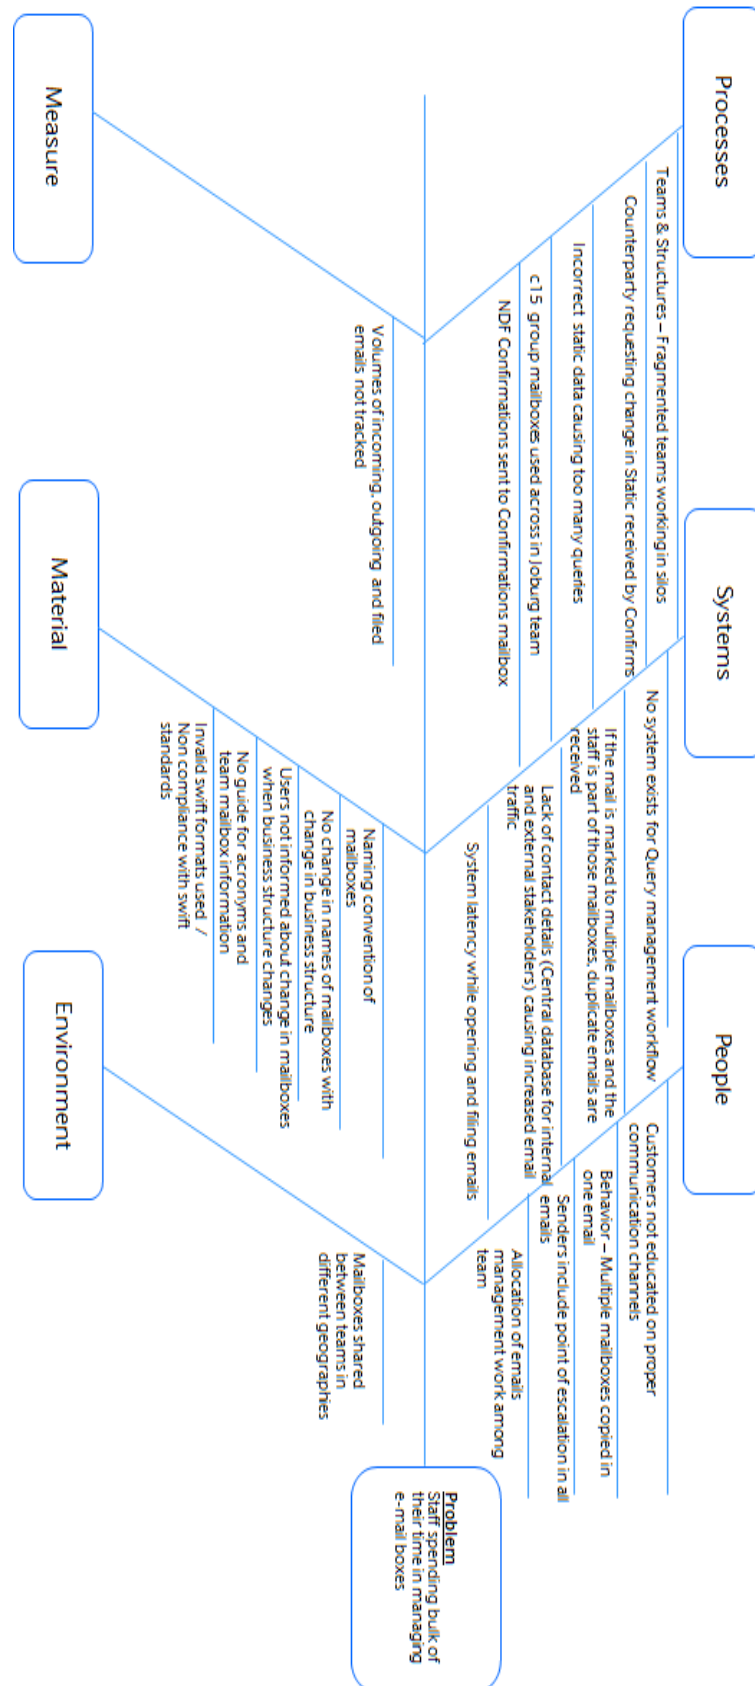 Processes
Systems
People
Teams & Structures – Fragmented teams working in silos
Counterparty requesting change in Static received by Confirms
Incorrect static data causing too many queries
c15 group mailboxes used across in Joburg team
NDF Confirmations sent to Confirmations mailbox
No system exists for Query management workflow
If the mail is marked to multiple mailboxes and the
staff is part of those mailboxes, duplicate emails are
received
Lack of contact details (Central database for internal
and external stakeholders) causing increased email
traffic
System latency while opening and filing emails
Customers not educated on proper
communication channels
Behavior – Multiple mailboxes copied in
one email
Senders include point of escalation in all
emails
Allocation of emails
management work among
team
Problem
Staff spending bulk of
their time in managing
e-mail boxes
Volumes of incoming, outgoing and filed
emails not tracked
Naming convention of
mailboxes
No change in names of mailboxes with
change in business structure
Users not informed about change in mailboxes
when business structure changes
No guide for acronyms and
team mailbox information
Invalid swift formats used /
Non compliance with swift
standards
Mailboxes shared
between teams in
different geographies
Measure
Material
Environment